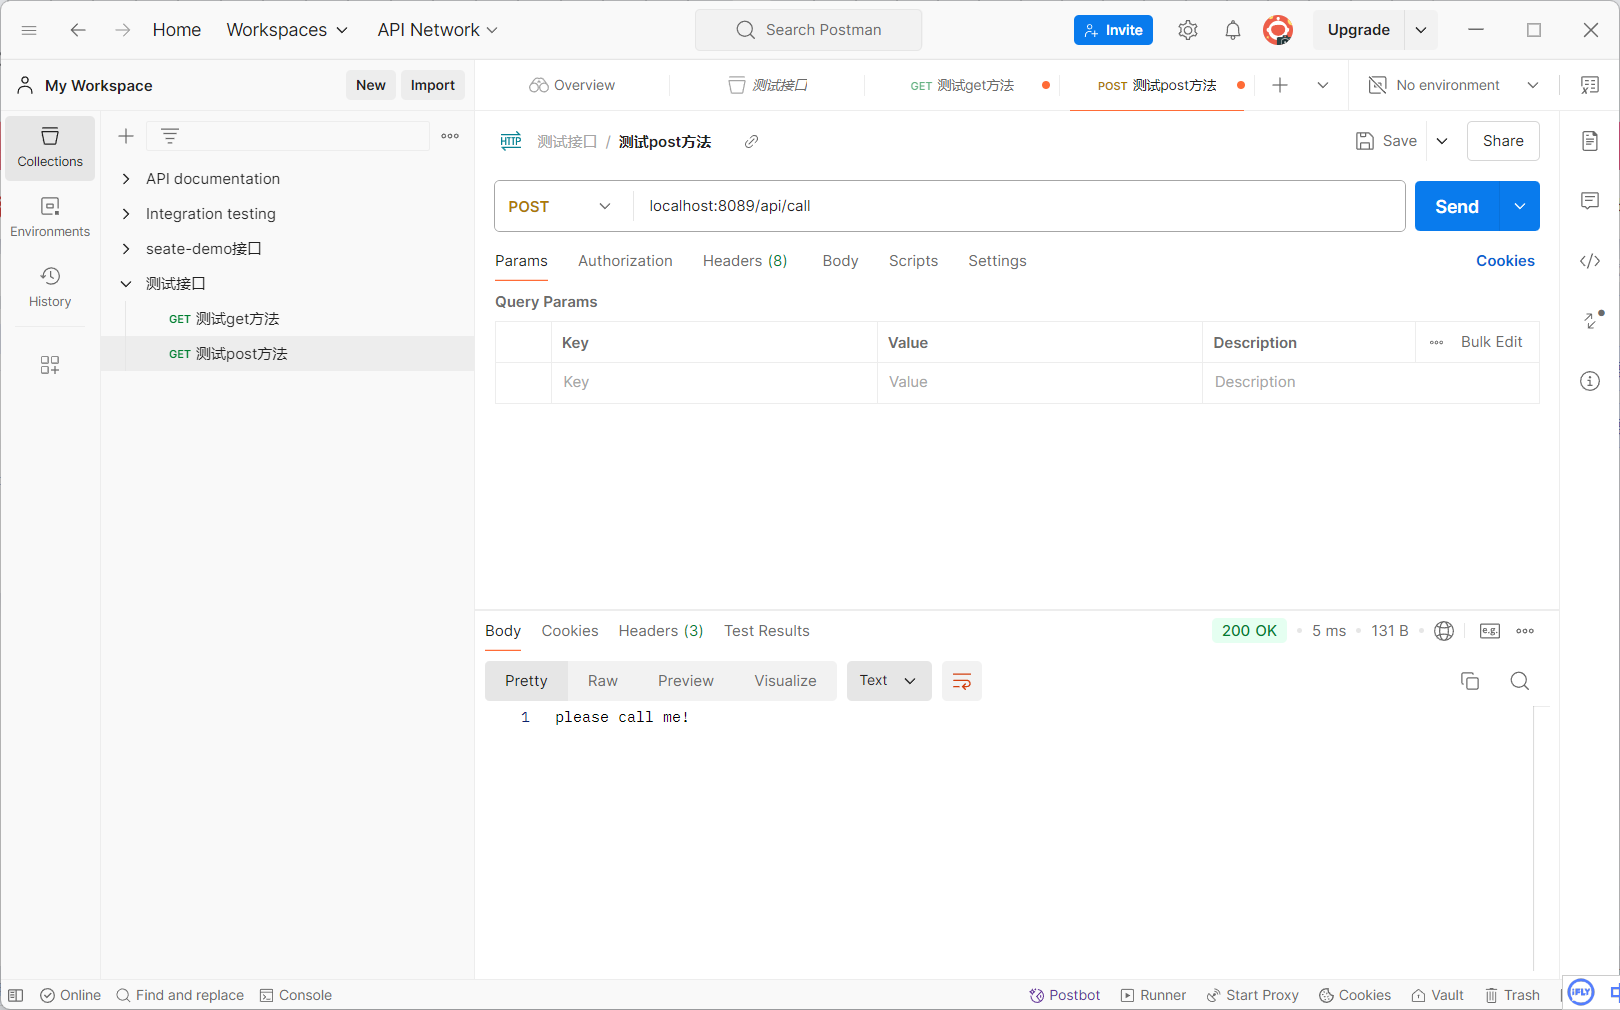 Home Workspaces API Network Search Postman Invite Upgrade
My Workspace New Import Overview 测试接口 GET 测试get方法 POST 测试post方法 No environment
Collections
Environments
History
API documentation
Integration testing
seate-demo接口
测试接口
GET 测试get方法
GET 测试post方法
HTTP 测试接口 / 测试post方法 Save Share
POST localhost:8089/api/call Send
Params Authorization Headers (8) Body Scripts Settings Cookies
Query Params
Key Value Description Bulk Edit
Key Value Description
Body Cookies Headers (3) Test Results 200 OK 5 ms 131 B e.g.
Pretty Raw Preview Visualize Text
1 please call me!
Online Find and replace Console Postbot Runner Start Proxy Cookies Vault Trash iFLY